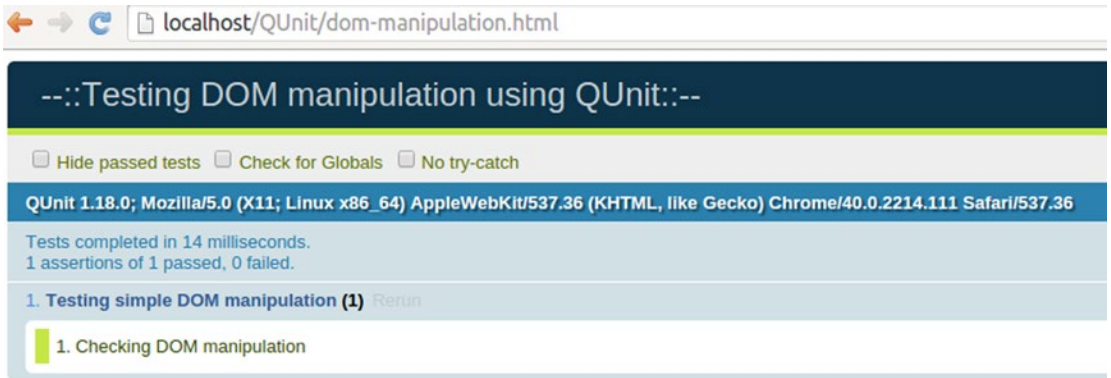 localhost/QUnit/dom-manipulation.html
--::Testing DOM manipulation using QUnit::--
Hide passed tests Check for Globals No try-catch
QUnit 1.18.0; Mozilla/5.0 (X11; Linux x86_64) AppleWebKit/537.36 (KHTML, like Gecko) Chrome/40.0.2214.111 Safari/537.36
Tests completed in 14 milliseconds.
1 assertions of 1 passed, 0 failed.
1. Testing simple DOM manipulation (1) Rerun
1. Checking DOM manipulation